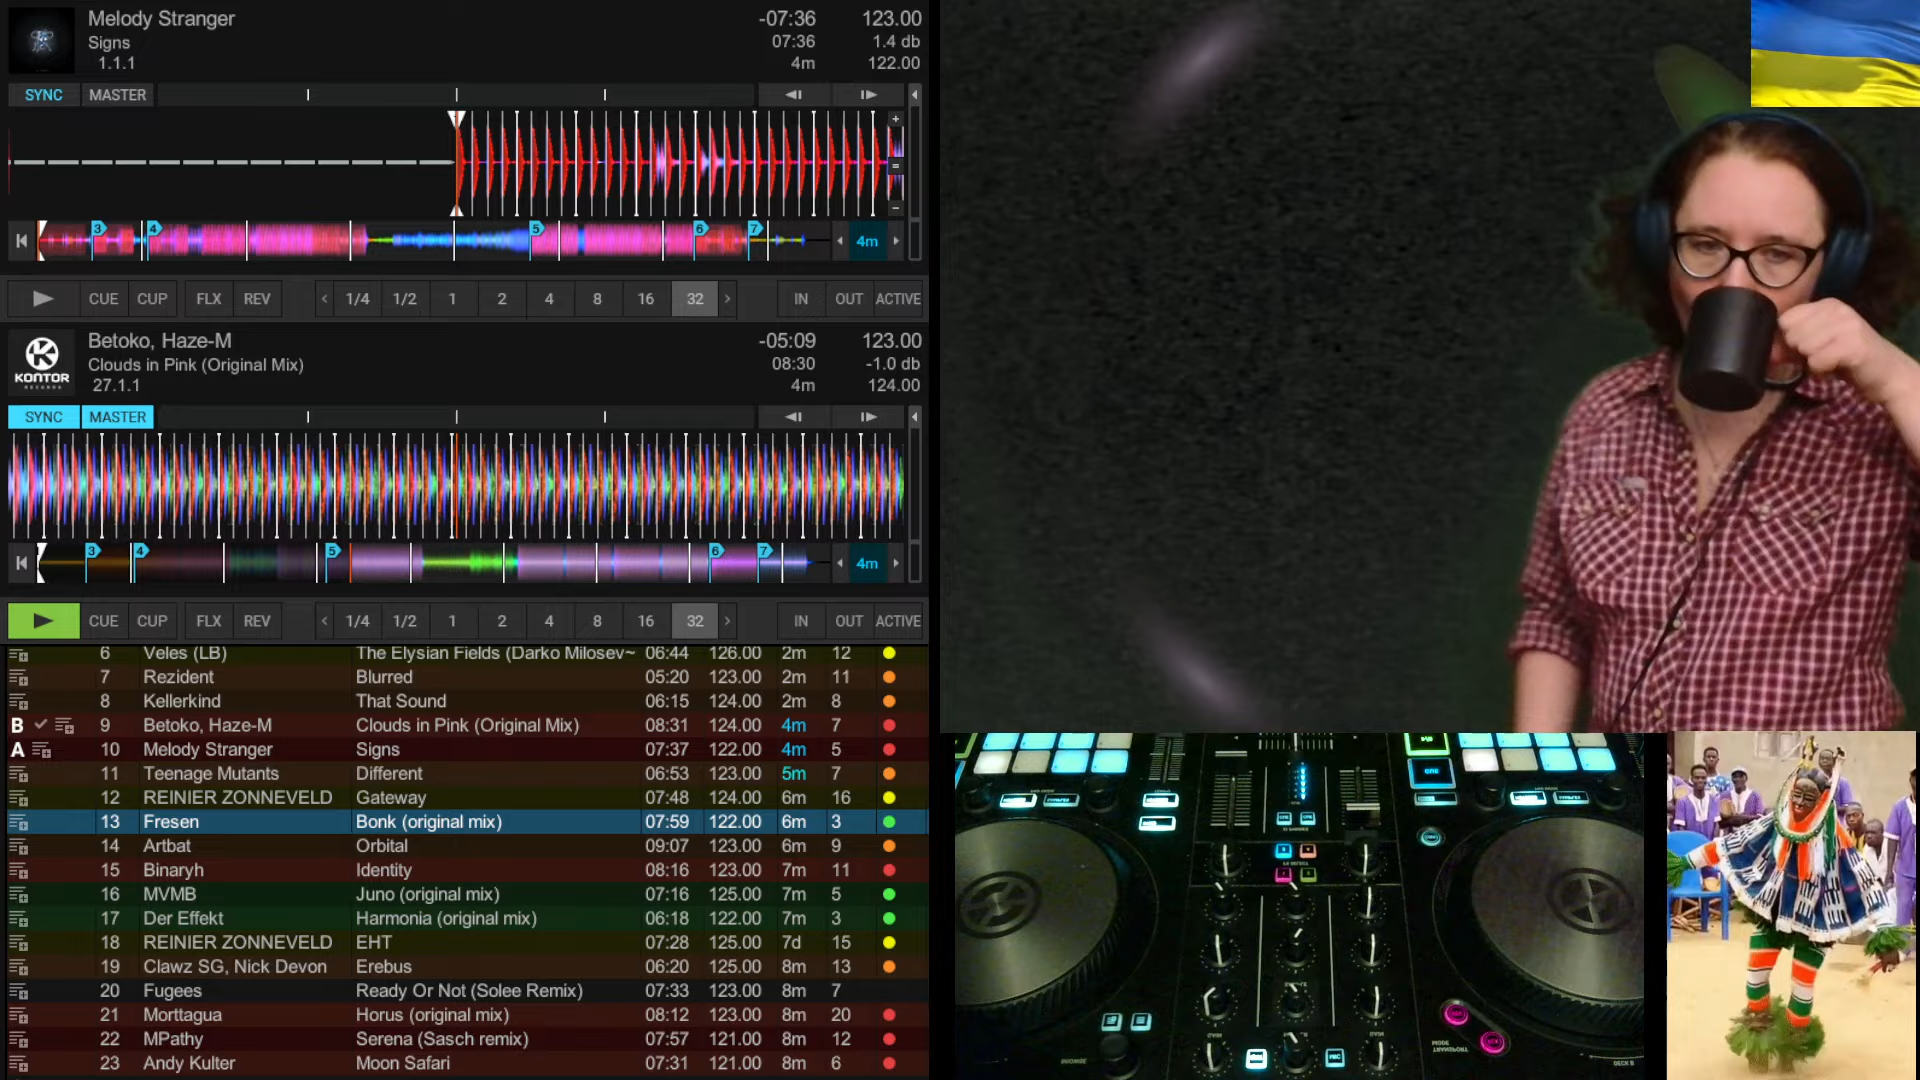 Melody Stranger -07:36 123.00
Signs 07:36 1.4 db
1.1.1 4m 122.00
SYNC MASTER
3 4 5 6 7 4m
CUE CUP FLX REV 1/4 1/2 1 2 4 8 16 32 IN OUT ACTIVE
KONTOR
RECORDS
Betoko, Haze-M -05:09 123.00
Clouds in Pink (Original Mix) 08:30 -1.0 db
27.1.1 4m 124.00
SYNC MASTER
3 4 5 6 7 4m
CUE CUP FLX REV 1/4 1/2 1 2 4 8 16 32 IN OUT ACTIVE
6 Veles (LB) The Elysian Fields (Darko Milosev~ 06:44 126.00 2m 12
7 Rezident Blurred 05:20 123.00 2m 11
8 Kellerkind That Sound 06:15 124.00 2m 8
B 9 Betoko, Haze-M Clouds in Pink (Original Mix) 08:31 124.00 4m 7
A 10 Melody Stranger Signs 07:37 122.00 4m 5
11 Teenage Mutants Different 06:53 123.00 5m 7
12 REINIER ZONNEVELD Gateway 07:48 124.00 6m 16
13 Fresen Bonk (original mix) 07:59 122.00 6m 3
14 Artbat Orbital 09:07 123.00 6m 9
15 Binaryh Identity 08:16 123.00 7m 11
16 MVMB Juno (original mix) 07:16 125.00 7m 5
17 Der Effekt Harmonia (original mix) 06:18 122.00 7m 3
18 REINIER ZONNEVELD EHT 07:28 125.00 7d 15
19 Clawz SG, Nick Devon Erebus 06:20 125.00 8m 13
20 Fugees Ready Or Not (Solee Remix) 07:33 123.00 8m 7
21 Morttagua Horus (original mix) 08:12 123.00 8m 20
22 MPathy Serena (Sasch remix) 07:57 121.00 8m 12
23 Andy Kulter Moon Safari 07:31 121.00 8m 6